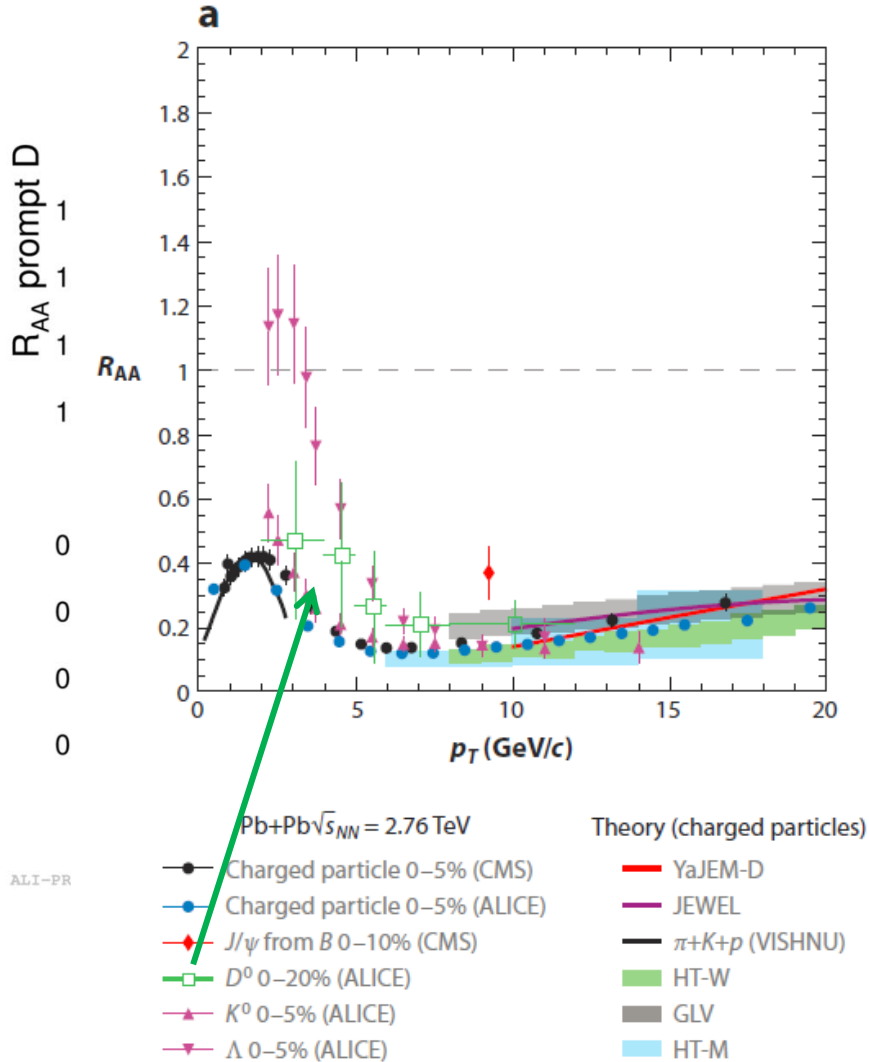 a
R_AA prompt D
1
1
1
1
0
0
0
0
R_AA
2
1.8
1.6
1.4
1.2
1
0.8
0.6
0.4
0.2
0
0 5 10 15 20
p_T (GeV/c)
Pb+Pb√s_NN = 2.76 TeV
Charged particle 0–5% (CMS)
Charged particle 0–5% (ALICE)
J/ψ from B 0–10% (CMS)
D⁰ 0–20% (ALICE)
K⁰ 0–5% (ALICE)
Λ 0–5% (ALICE)
Theory (charged particles)
YaJEM-D
JEWEL
π+K+p (VISHNU)
HT-W
GLV
HT-M
ALI-PR